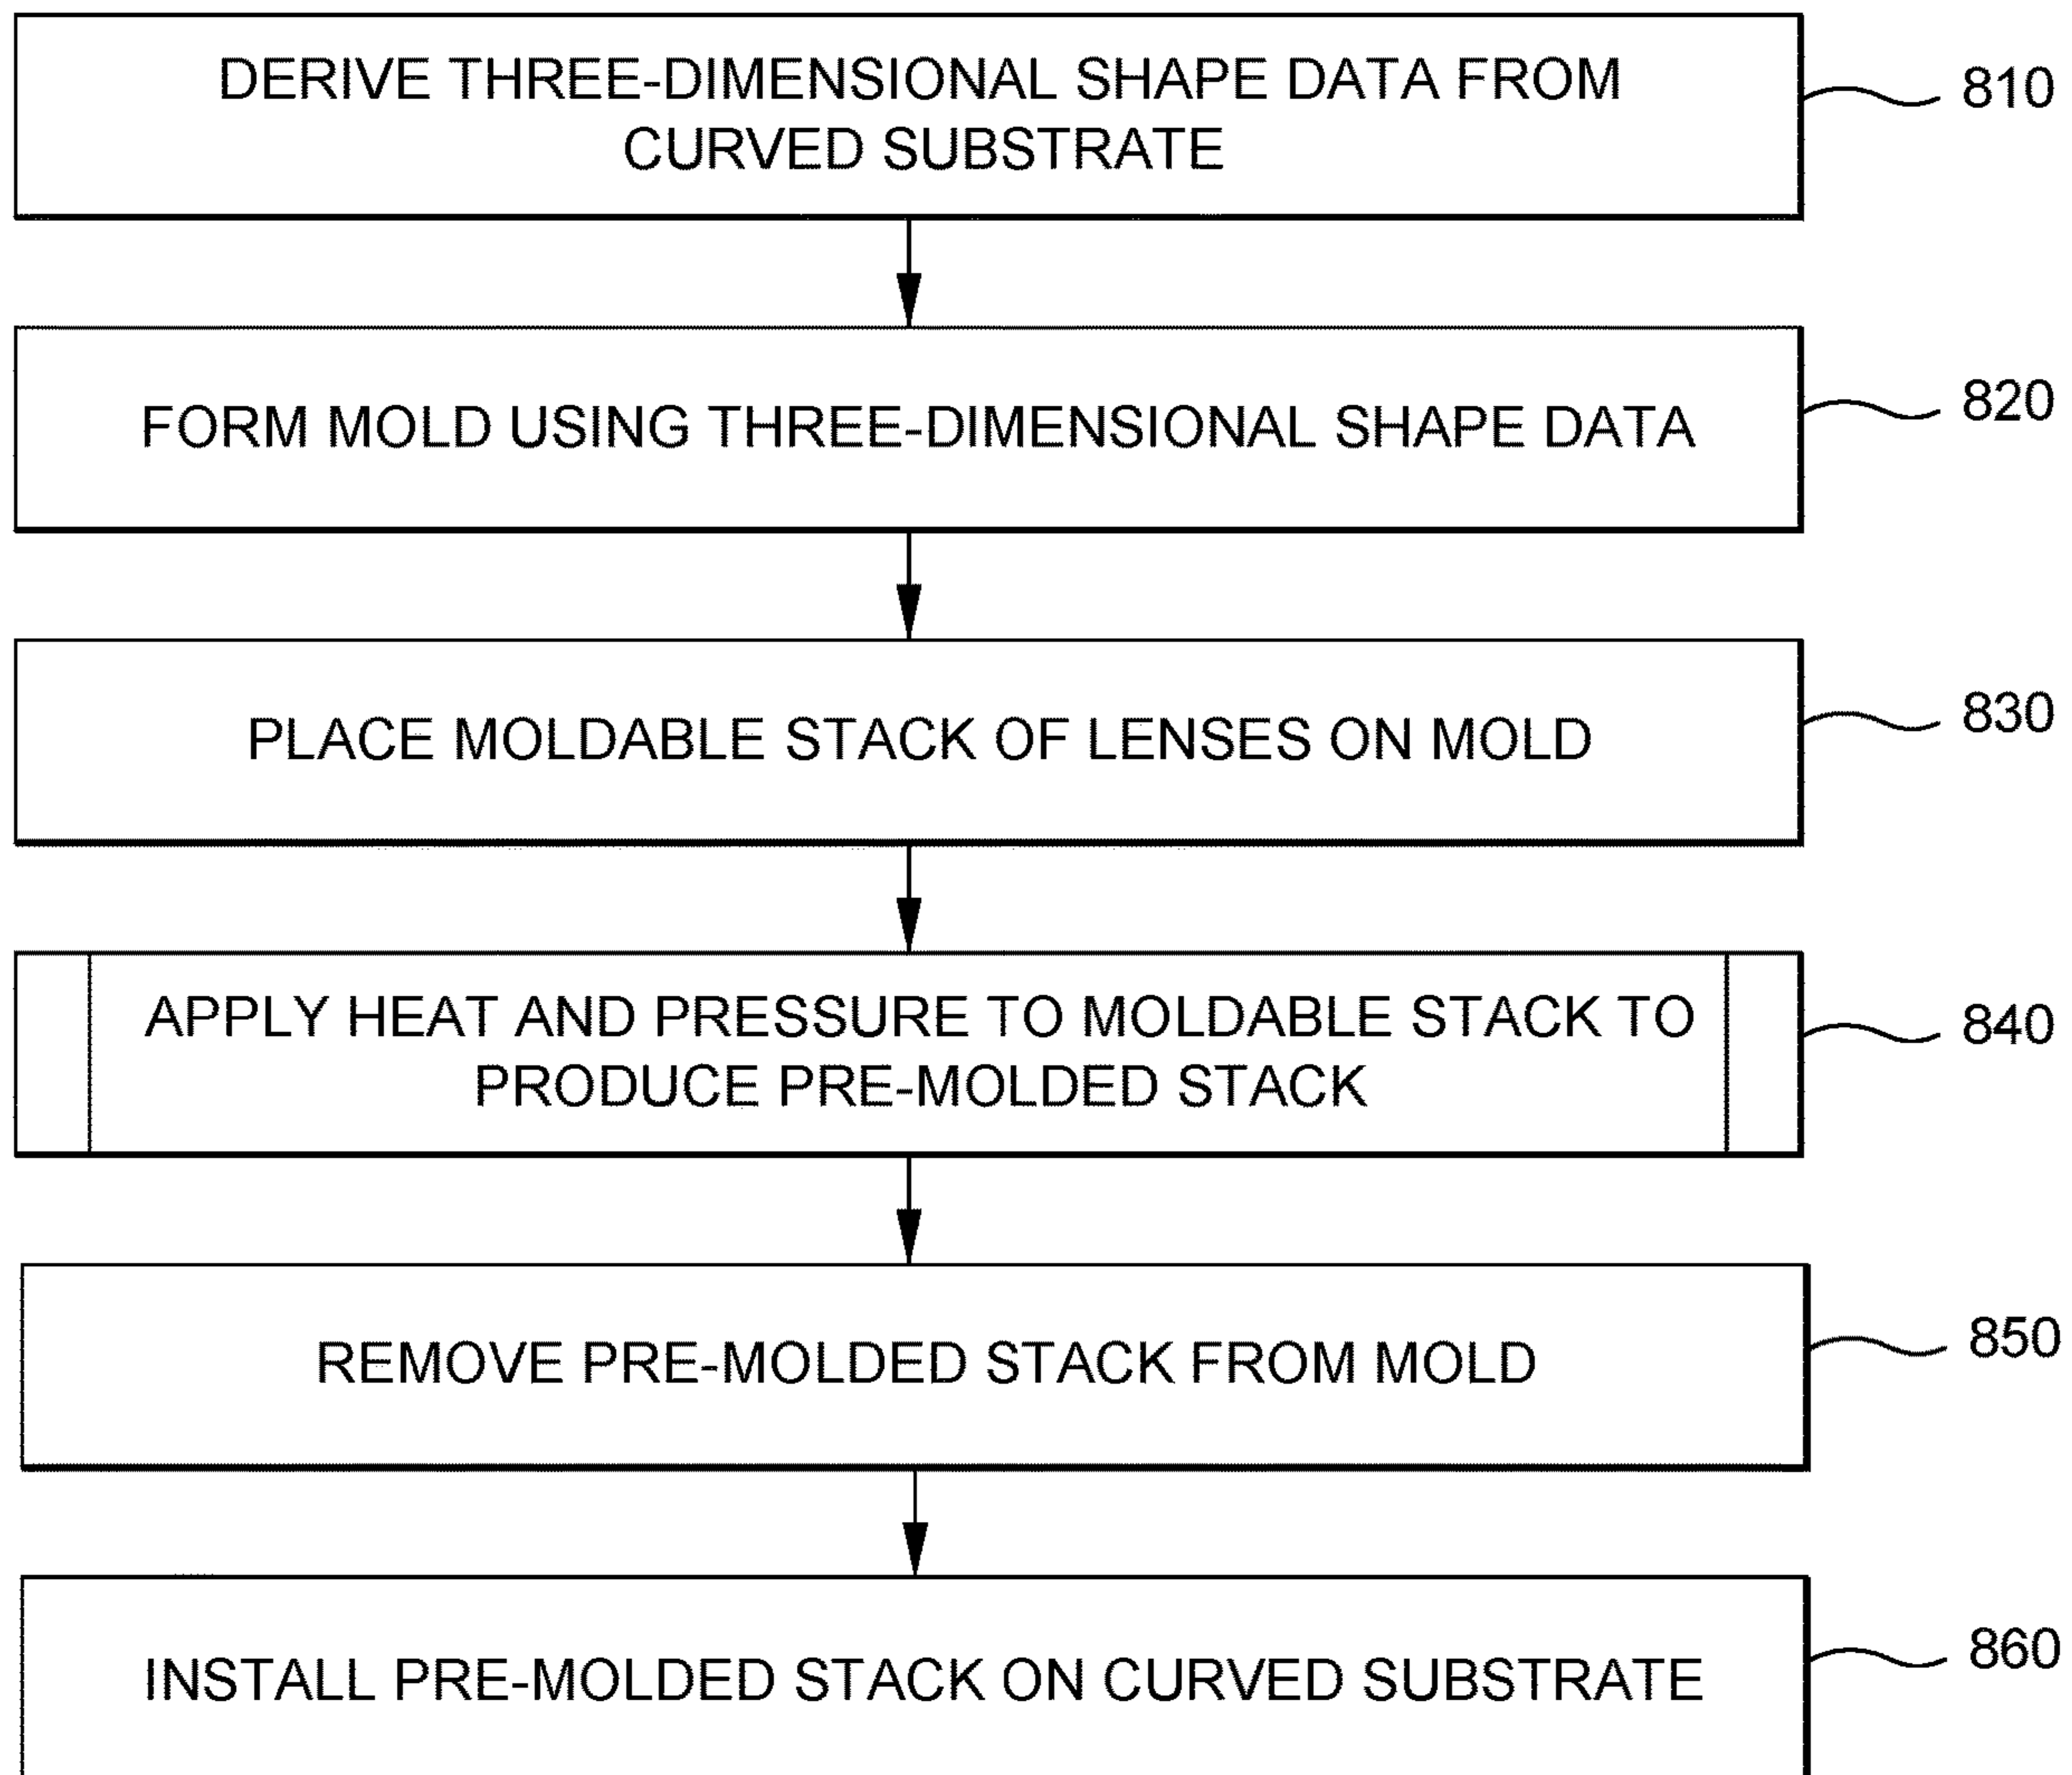 DERIVE THREE-DIMENSIONAL SHAPE DATA FROM
CURVED SUBSTRATE
810
FORM MOLD USING THREE-DIMENSIONAL SHAPE DATA
820
PLACE MOLDABLE STACK OF LENSES ON MOLD
830
APPLY HEAT AND PRESSURE TO MOLDABLE STACK TO
PRODUCE PRE-MOLDED STACK
840
REMOVE PRE-MOLDED STACK FROM MOLD
850
INSTALL PRE-MOLDED STACK ON CURVED SUBSTRATE
860